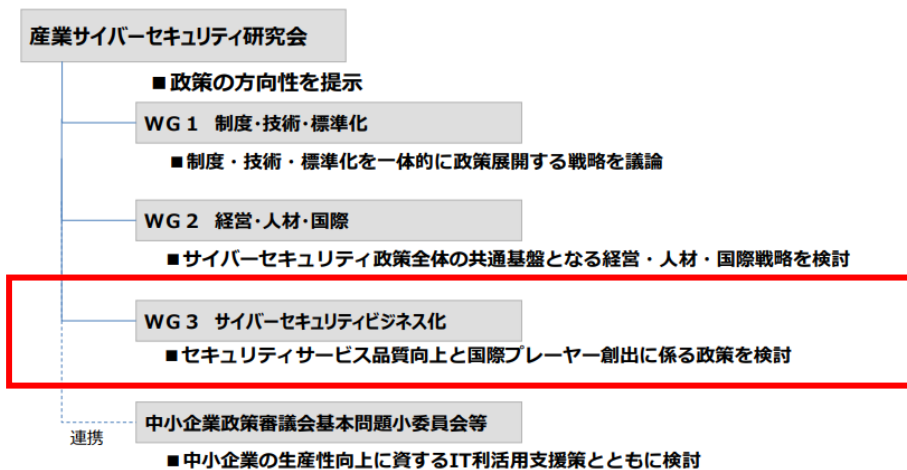 産業サイバーセキュリティ研究会
■政策の方向性を提示
WG1 制度・技術・標準化
■制度・技術・標準化を一体的に政策展開する戦略を議論
WG2 経営・人材・国際
■サイバーセキュリティ政策全体の共通基盤となる経営・人材・国際戦略を検討
WG3 サイバーセキュリティビジネス化
■セキュリティサービス品質向上と国際プレーヤー創出に係る政策を検討
中小企業政策審議会基本問題小委員会等
連携
■中小企業の生産性向上に資するIT利活用支援策とともに検討